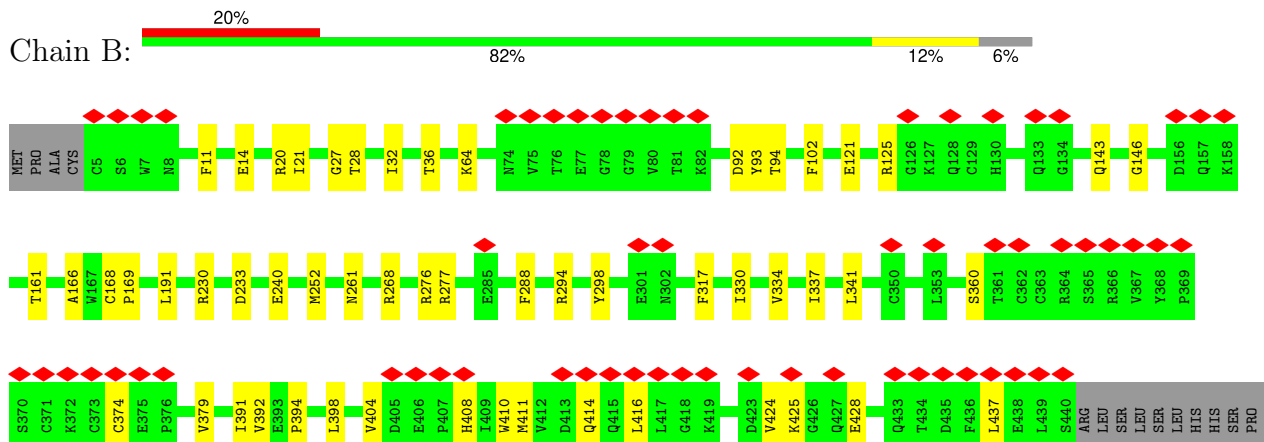 20%
Chain B:
82% 12% 6%
MET PRO ALA CYS C5 S6 W7 N8 F11 E14 R20 I21 G27 T28 I32 T36 K64 N74 V75 T76 E77 G78 G79 V80 T81 K82 D92 Y93 T94 F102 E121 R125 G126 K127 Q128 C129 H130 Q133 G134 Q143 G146 D156 Q157 K158
T161 A166 W167 C168 P169 L191 R230 D233 E240 M252 N261 R268 R276 R277 E285 F288 R294 Y298 E301 N302 F317 I330 V334 I337 L341 C350 L353 S360 T361 C362 C363 R364 S365 R366 V367 Y368 P369
S370 C371 K372 C373 C374 E375 P376 V379 I391 V392 E393 P394 L398 V404 D405 E406 P407 H408 I409 W410 M411 V412 D413 Q414 Q415 L416 L417 G418 K419 D423 V424 K425 G426 Q427 E428 Q433 T434 D435 F436 L437 E438 L439 S440 ARG LEU SER LEU SER LEU HIS HIS SER PRO